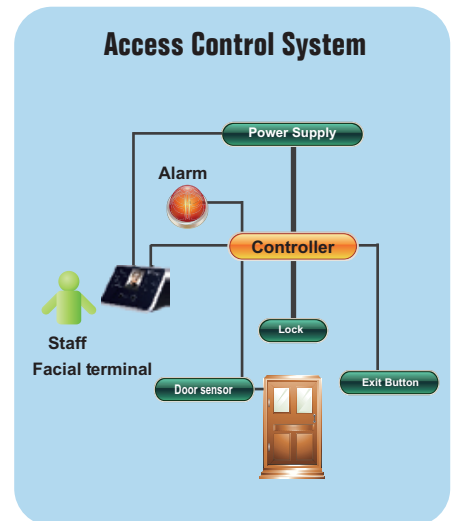 Access Control System
Power Supply
Alarm
Controller
Lock
Staff
Facial terminal
Door sensor
Exit Button